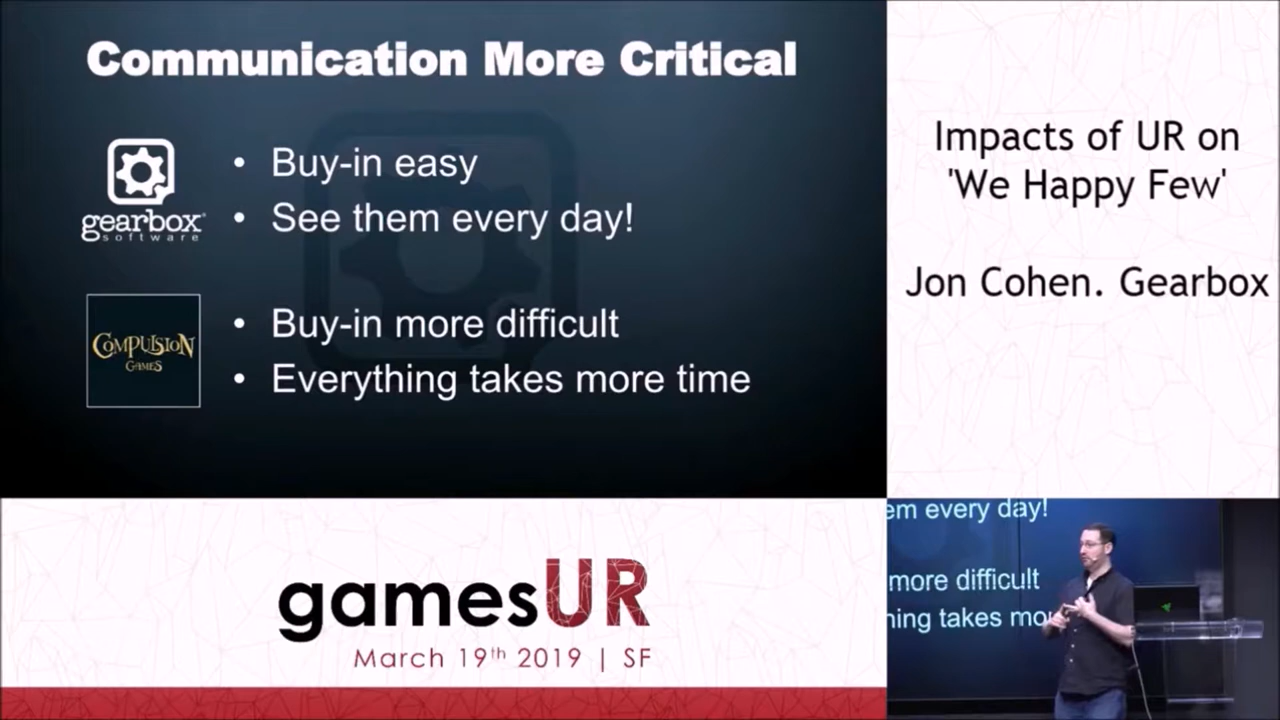 Communication More Critical
gearbox
software
• Buy-in easy
• See them every day!
COMPULSION
GAMES
• Buy-in more difficult
• Everything takes more time
Impacts of UR on
'We Happy Few'
Jon Cohen. Gearbox
gamesUR
March 19th 2019 | SF
em every day!
more difficult
ning takes mo